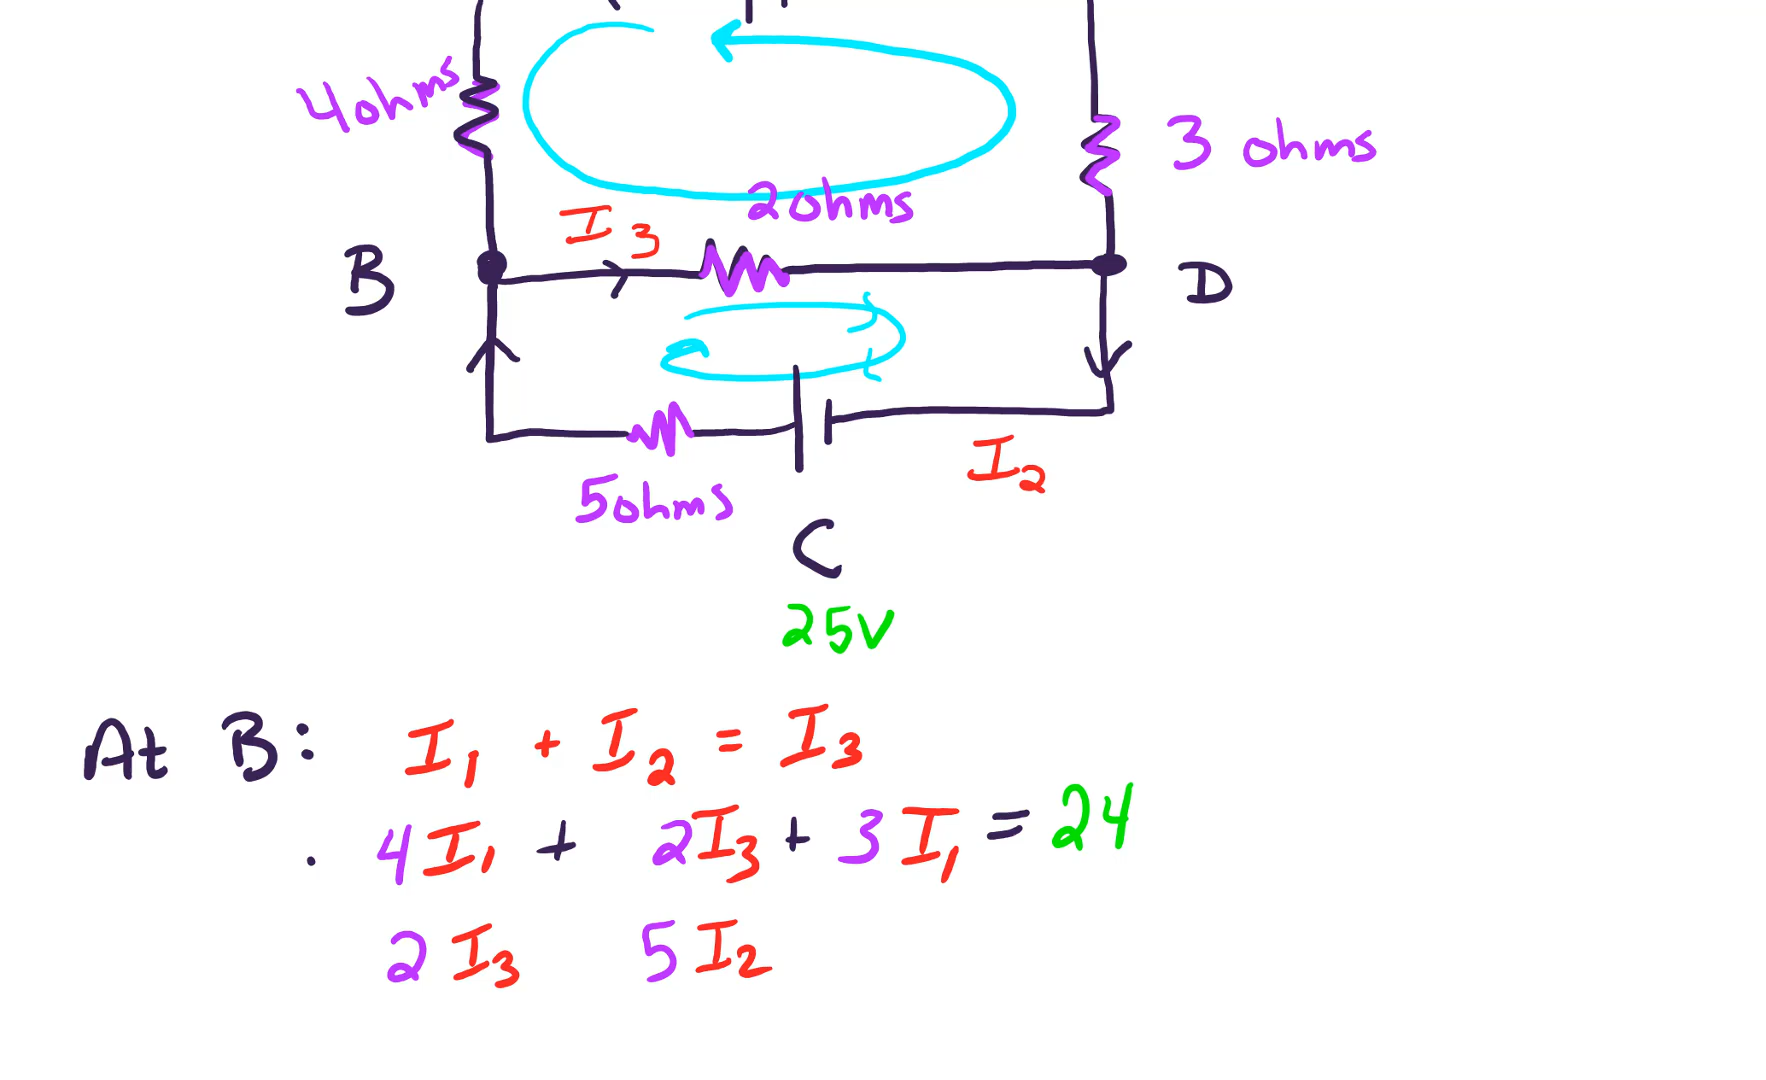 4ohms
3 ohms
2ohms
I₃
B
D
I₂
5ohms
C
25V
At B: I₁ + I₂ = I₃
. 4I₁ + 2I₃ + 3I₁ = 24
2I₃ 5I₂